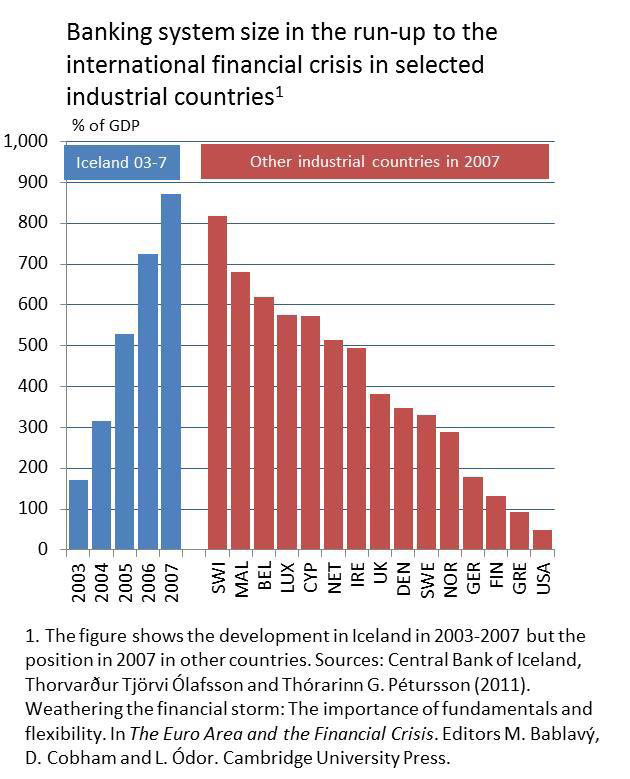 Banking system size in the run-up to the
international financial crisis in selected
industrial countries1
% of GDP
1,000
Iceland 03-7
Other industrial countries in 2007
900
800
700
600
500
400
300
200
100
0
2003
2004
2005
2006
2007
SWI
MAL
BEL
LUX
CYP
NET
IRE
UK
DEN
SWE
NOR
GER
FIN
GRE
USA
1. The figure shows the development in Iceland in 2003-2007 but the
position in 2007 in other countries. Sources: Central Bank of Iceland,
Thorvarður Tjörvi Ólafsson and Thórarinn G. Pétursson (2011).
Weathering the financial storm: The importance of fundamentals and
flexibility. In The Euro Area and the Financial Crisis. Editors M. Bablavý,
D. Cobham and L. Ódor. Cambridge University Press.